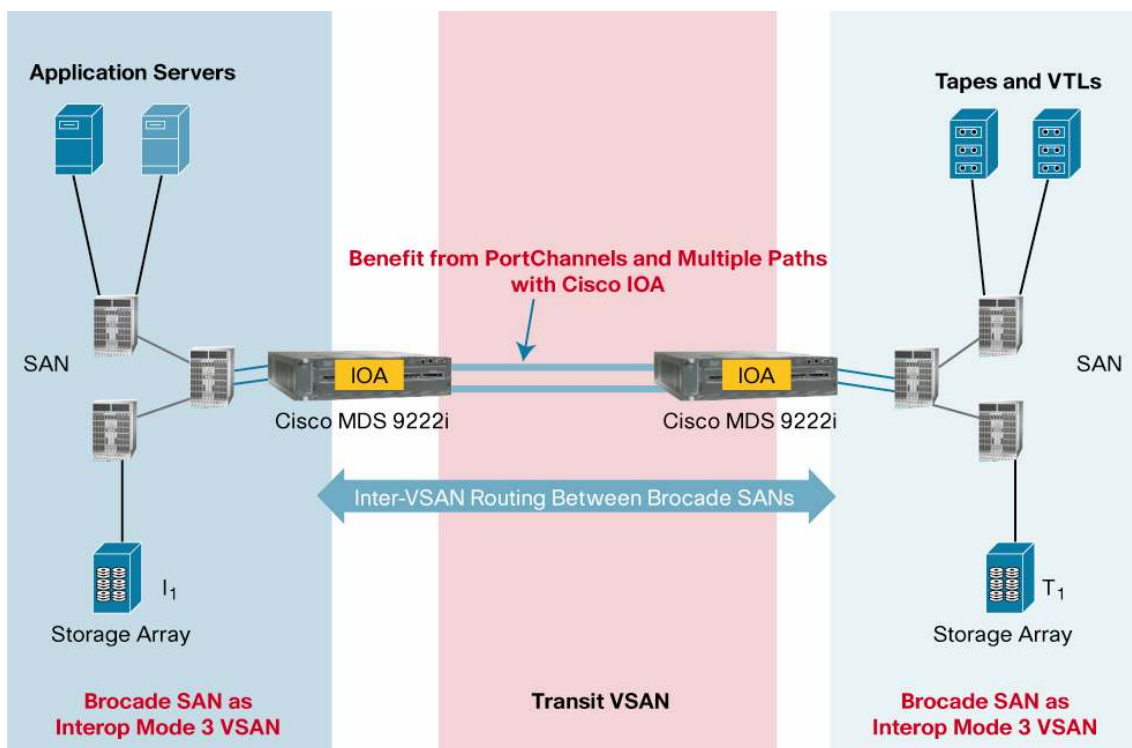 Application Servers
Tapes and VTLs
Benefit from PortChannels and Multiple Paths
with Cisco IOA
SAN
IOA
IOA
SAN
Cisco MDS 9222i
Cisco MDS 9222i
Inter-VSAN Routing Between Brocade SANs
I₁
T₁
Storage Array
Storage Array
Brocade SAN as
Interop Mode 3 VSAN
Transit VSAN
Brocade SAN as
Interop Mode 3 VSAN